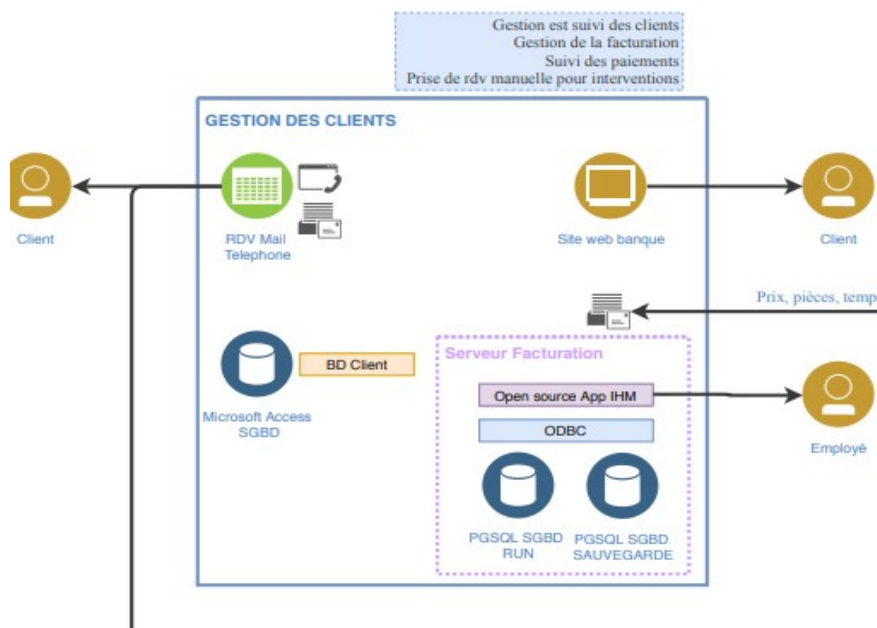 Gestion est suivi des clients
Gestion de la facturation
Suivi des paiements
Prise de rdv manuelle pour interventions
GESTION DES CLIENTS
Client
RDV Mail
Telephone
Site web banque
Client
Prix, pièces, temp
BD Client
Microsoft Access
SGBD
Serveur Facturation
Open source App IHM
ODBC
Employé
PGSQL SGBD
RUN
PGSQL SGBD
SAUVEGARDE